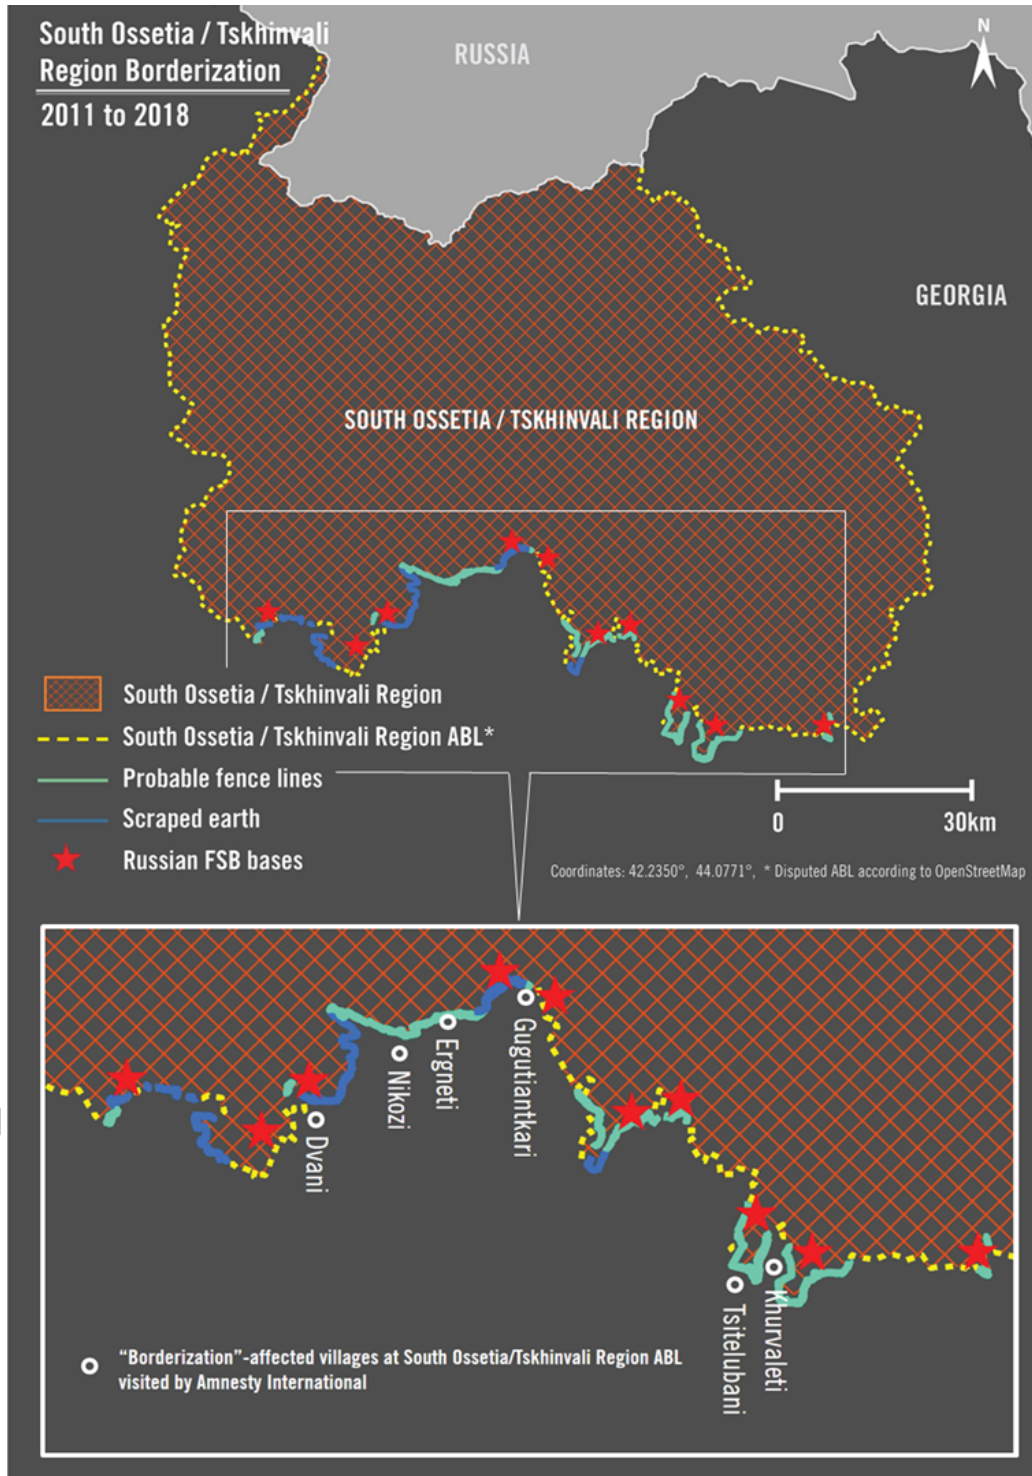 South Ossetia / Tskhinvali
Region Borderization
2011 to 2018
RUSSIA
N
GEORGIA
SOUTH OSSETIA / TSKHINVALI REGION
South Ossetia / Tskhinvali Region
South Ossetia / Tskhinvali Region ABL*
Probable fence lines
Scraped earth
Russian FSB bases
0 30km
Coordinates: 42.2350°, 44.0771°, * Disputed ABL according to OpenStreetMap
Dvani
Nikozi
Ergneti
Gugutiantkari
Tsitelubani
Khurvaleti
“Borderization”-affected villages at South Ossetia/Tskhinvali Region ABL
visited by Amnesty International